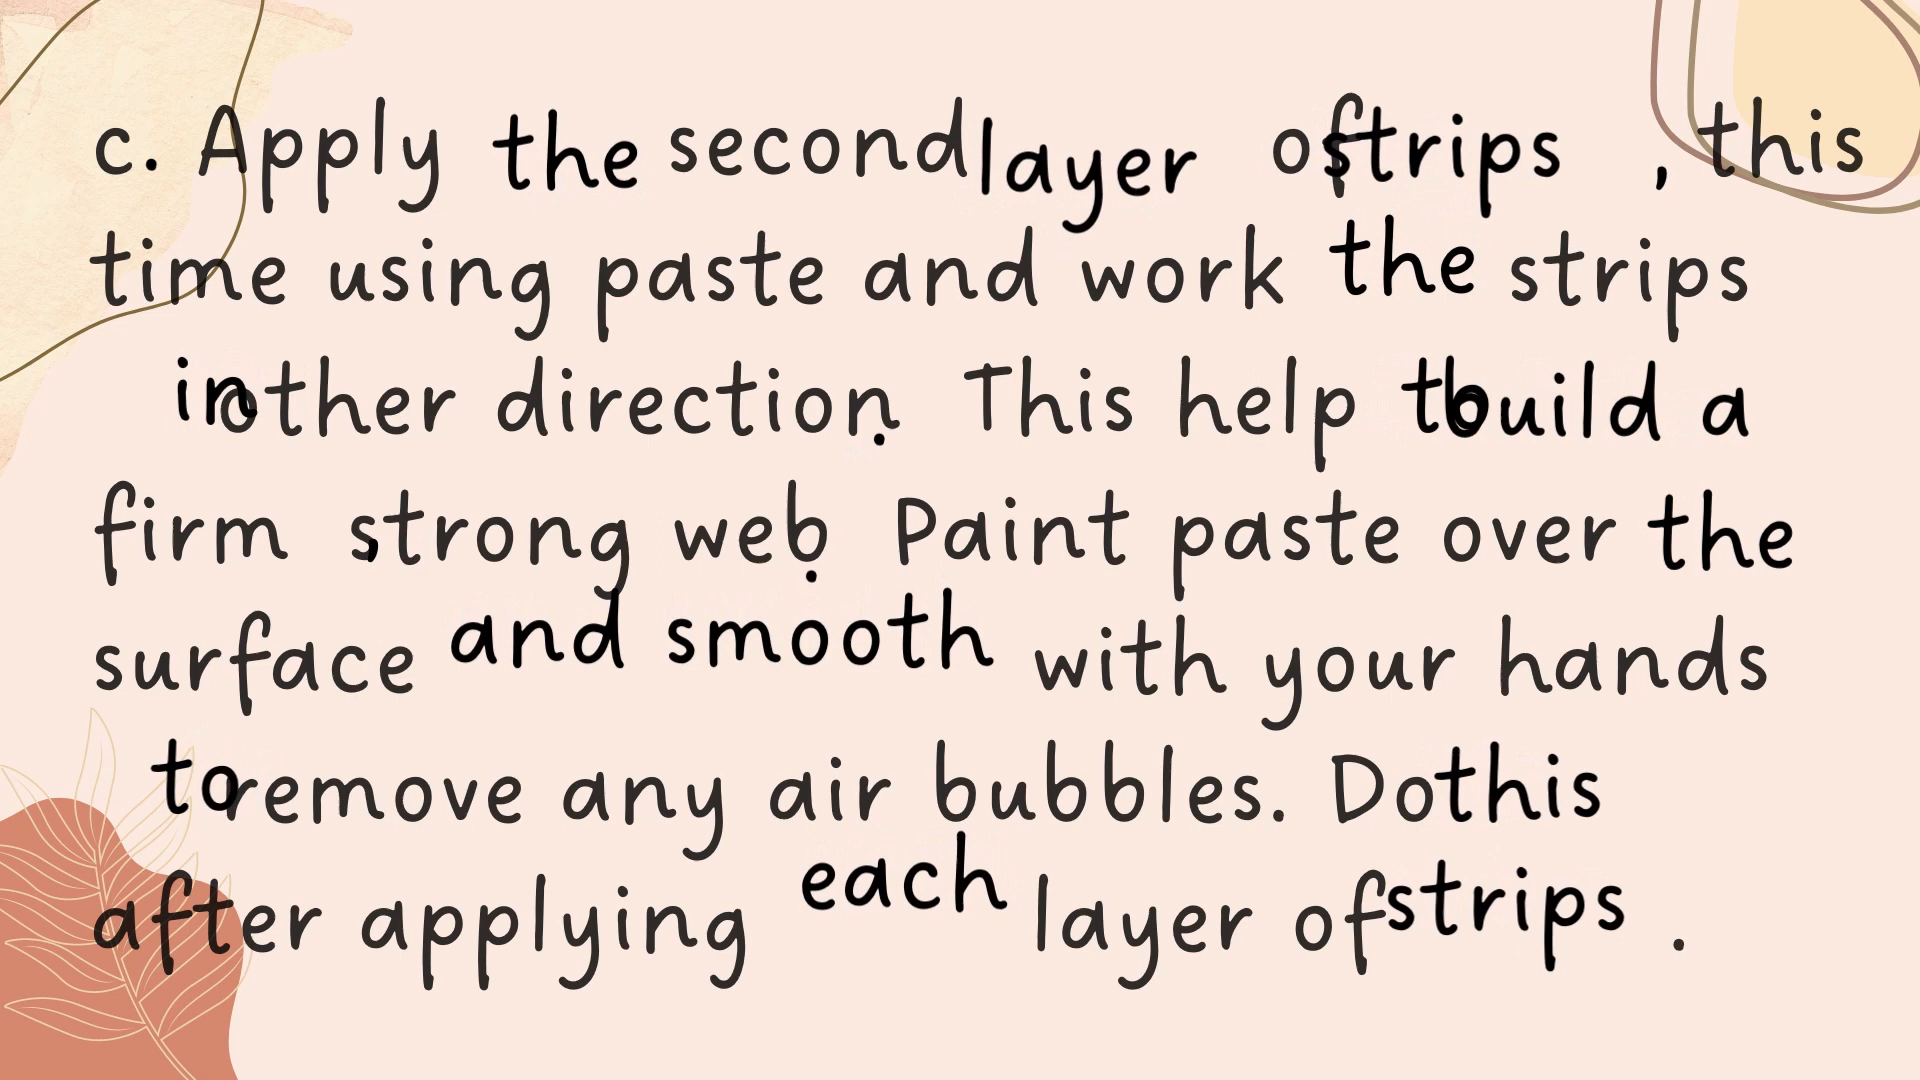 c. Apply the second layer of strips, this
time using paste and work the strips
in other direction. This help to build a
firm, strong web. Paint paste over the
surface and smooth with your hands
to remove any air bubbles. Do this
after applying each layer of strips.